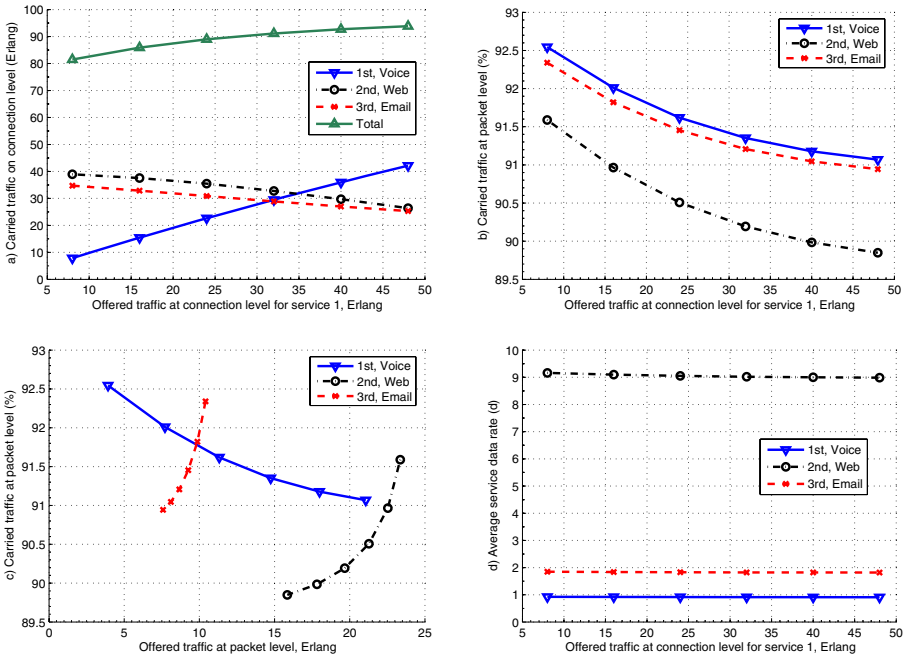 a) Carried traffic on connection level (Erlang)
100
90
80
70
60
50
40
30
20
10
0
1st, Voice
2nd, Web
3rd, Email
Total
5 10 15 20 25 30 35 40 45 50
Offered traffic at connection level for service 1, Erlang
b) Carried traffic at packet level (%)
93
92.5
92
91.5
91
90.5
90
89.5
1st, Voice
2nd, Web
3rd, Email
5 10 15 20 25 30 35 40 45 50
Offered traffic at connection level for service 1, Erlang
c) Carried traffic at packet level (%)
93
92.5
92
91.5
91
90.5
90
89.5
1st, Voice
2nd, Web
3rd, Email
0 5 10 15 20 25
Offered traffic at packet level, Erlang
d) Average service data rate (d)
10
9
8
7
6
5
4
3
2
1
0
1st, Voice
2nd, Web
3rd, Email
5 10 15 20 25 30 35 40 45 50
Offered traffic at connection level for service 1, Erlang